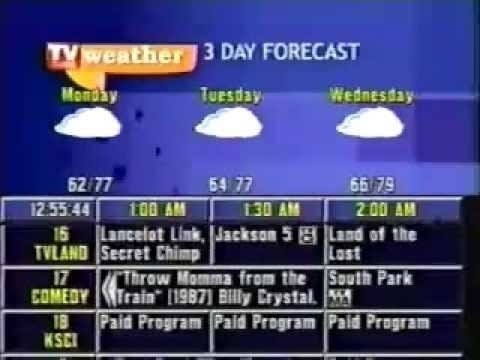 TV weather 3 DAY FORECAST
Monday Tuesday Wednesday
62/77 64/77 66/79
12:55:44 1:00 AM 1:30 AM 2:00 AM
16 Lancelot Link, Jackson 5 Land of the
TVLAND Secret Chimp Lost
17 "Throw Momma from the South Park
COMEDY Train" (1987) Billy Crystal.
18 Paid Program Paid Program Paid Program
KSCI